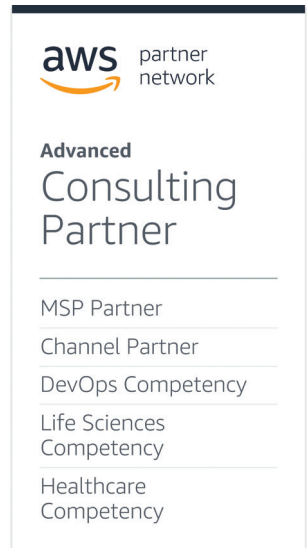 aws partner
network
Advanced
Consulting
Partner
MSP Partner
Channel Partner
DevOps Competency
Life Sciences
Competency
Healthcare
Competency